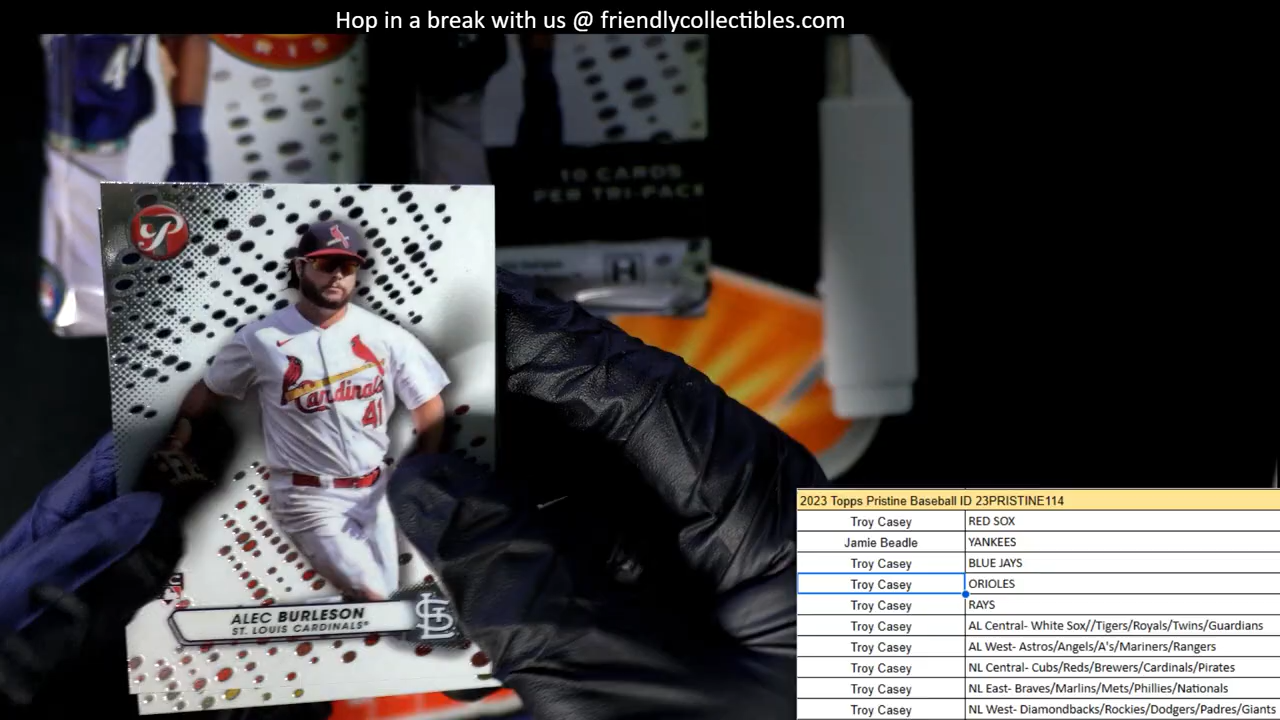 Hop in a break with us @ friendlycollectibles.com
10 CARDS
PER TRI-PACK
H
P
Cardinals
41
ALEC BURLESON
ST. LOUIS CARDINALS
2023 Topps Pristine Baseball ID 23PRISTINE114
Troy Casey RED SOX
Jamie Beadle YANKEES
Troy Casey BLUE JAYS
Troy Casey ORIOLES
Troy Casey RAYS
Troy Casey AL Central- White Sox//Tigers/Royals/Twins/Guardians
Troy Casey AL West- Astros/Angels/A's/Mariners/Rangers
Troy Casey NL Central- Cubs/Reds/Brewers/Cardinals/Pirates
Troy Casey NL East- Braves/Marlins/Mets/Phillies/Nationals
Troy Casey NL West- Diamondbacks/Rockies/Dodgers/Padres/Giants